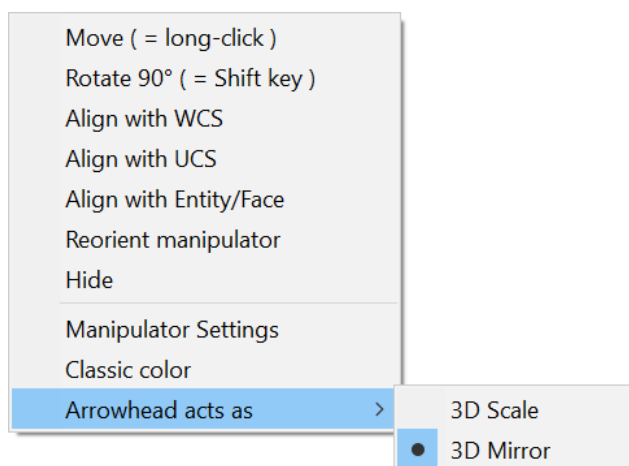 Move ( = long-click )
Rotate 90° ( = Shift key )
Align with WCS
Align with UCS
Align with Entity/Face
Reorient manipulator
Hide
Manipulator Settings
Classic color
Arrowhead acts as
3D Scale
3D Mirror